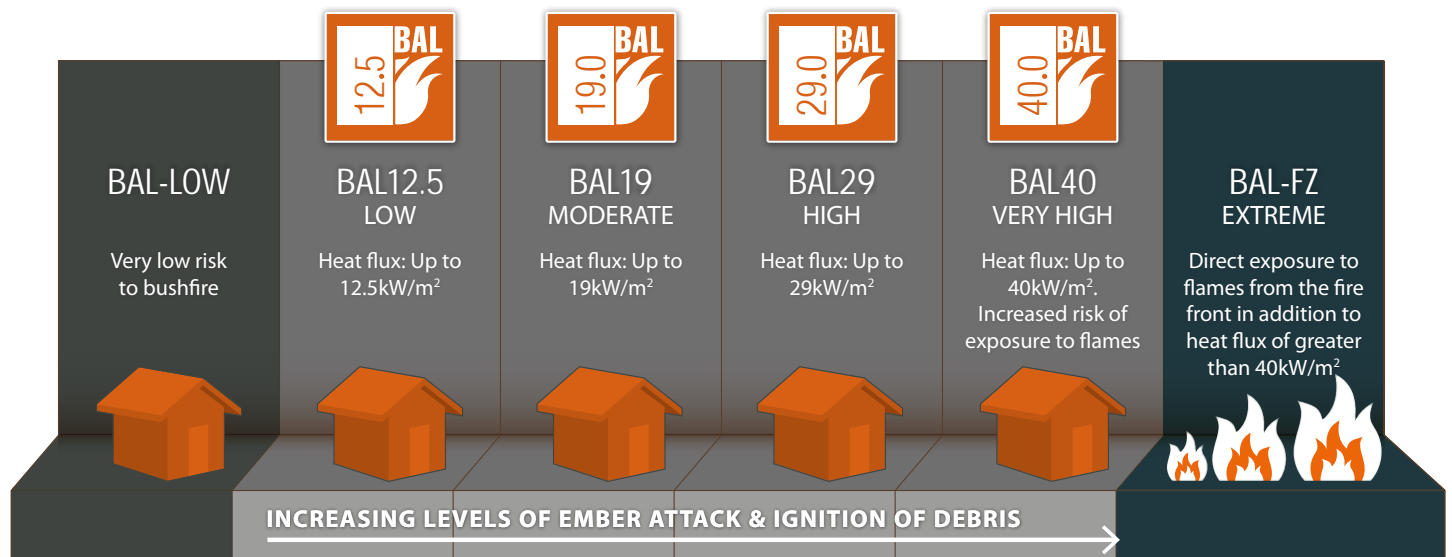 BAL
12.5
BAL
19.0
BAL
29.0
BAL
40.0
BAL-LOW
Very low risk
to bushfire
BAL12.5
LOW
Heat flux: Up to
12.5kW/m²
BAL19
MODERATE
Heat flux: Up to
19kW/m²
BAL29
HIGH
Heat flux: Up to
29kW/m²
BAL40
VERY HIGH
Heat flux: Up to
40kW/m².
Increased risk of
exposure to flames
BAL-FZ
EXTREME
Direct exposure to
flames from the fire
front in addition to
heat flux of greater
than 40kW/m²
INCREASING LEVELS OF EMBER ATTACK & IGNITION OF DEBRIS